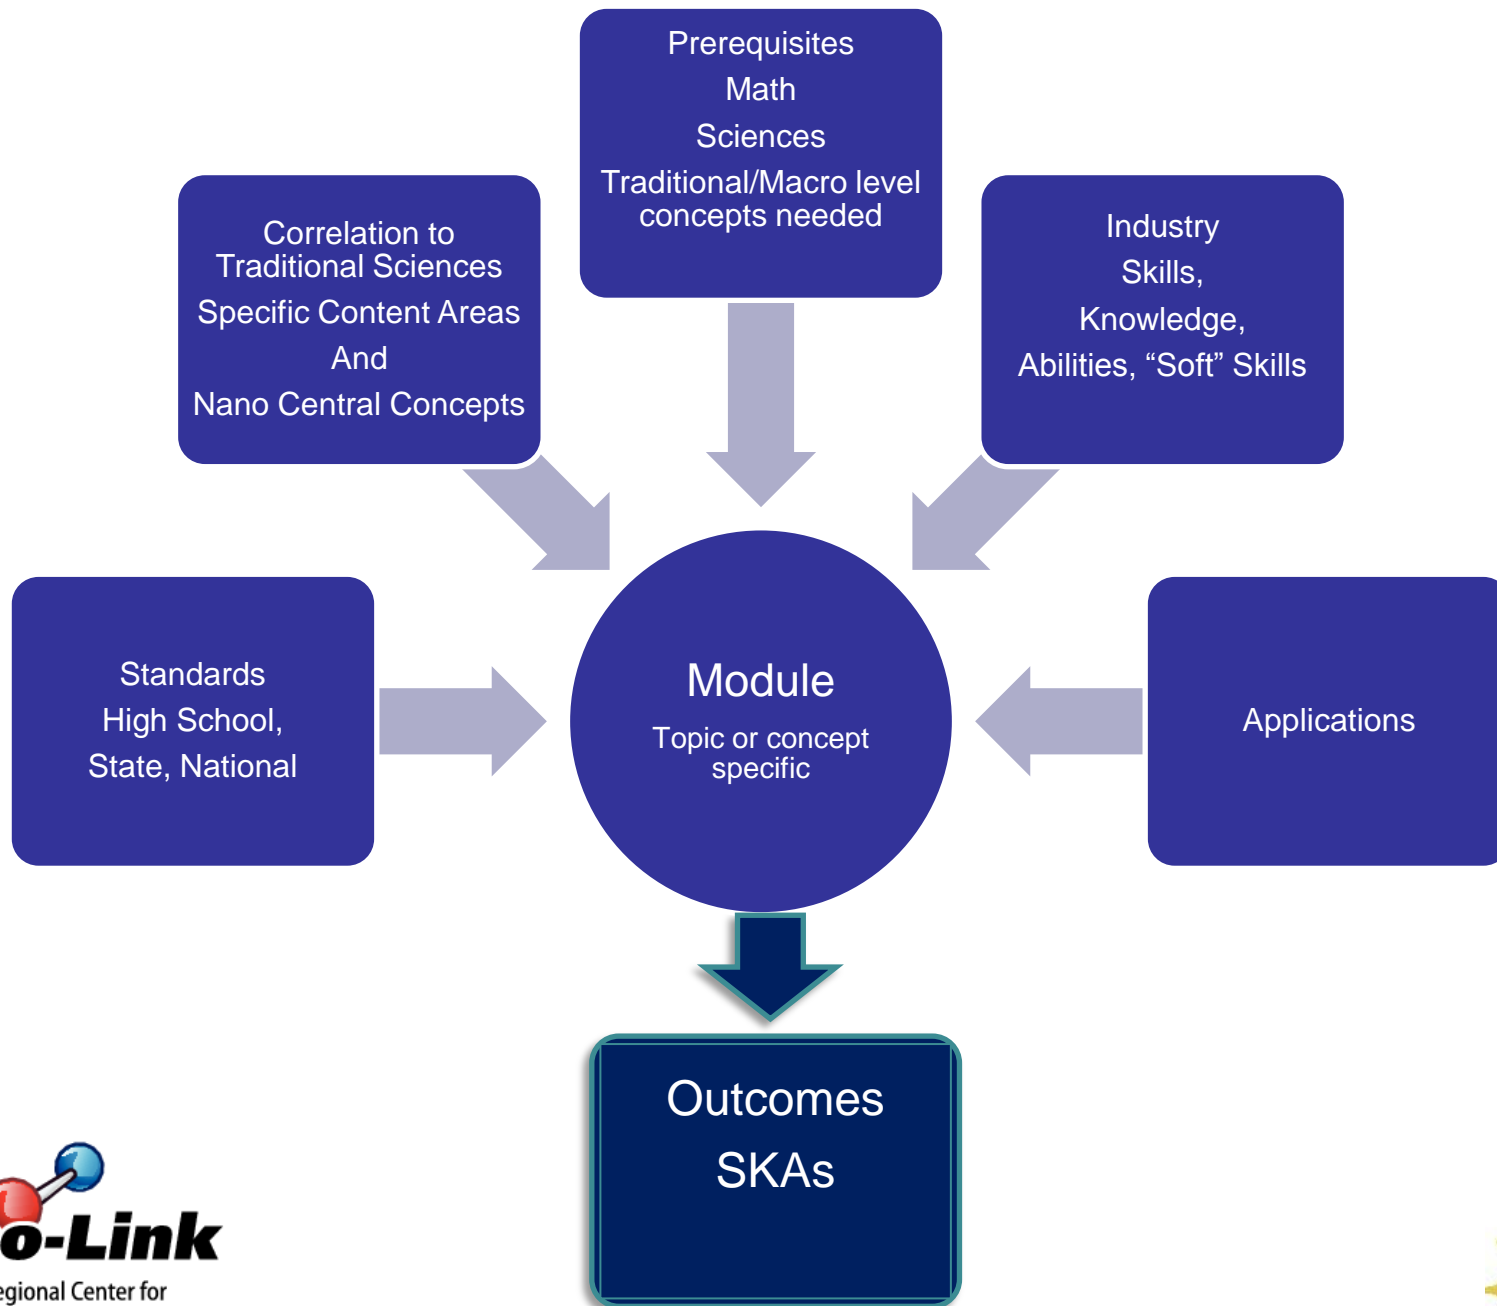 Prerequisites
Math
Sciences
Traditional/Macro level
concepts needed
Correlation to
Traditional Sciences
Specific Content Areas
And
Nano Central Concepts
Industry
Skills,
Knowledge,
Abilities, “Soft” Skills
Standards
High School,
State, National
Module
Topic or concept
specific
Applications
Outcomes
SKAs
o-Link
egional Center for